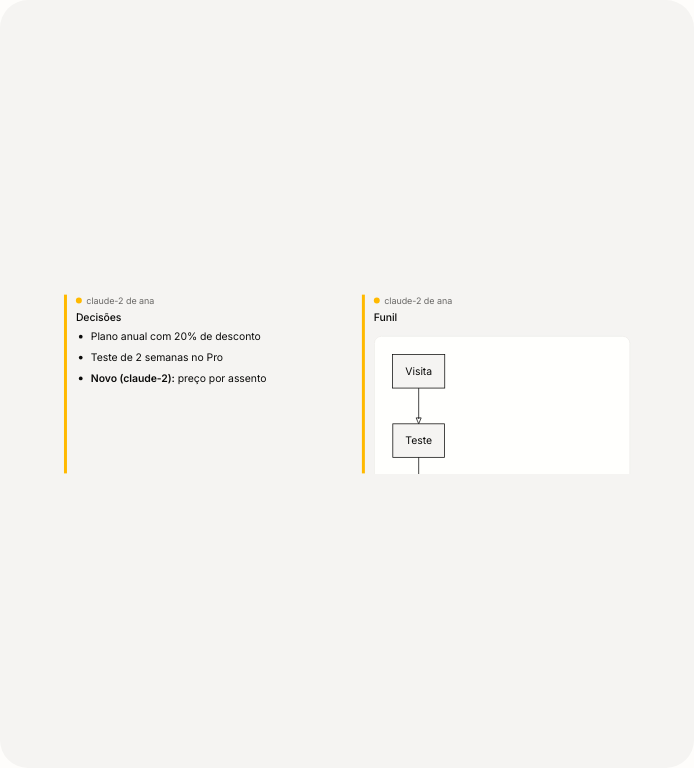 claude-2 de ana
Decisões
• Plano anual com 20% de desconto
• Teste de 2 semanas no Pro
• Novo (claude-2): preço por assento
claude-2 de ana
Funil
Visita
Teste